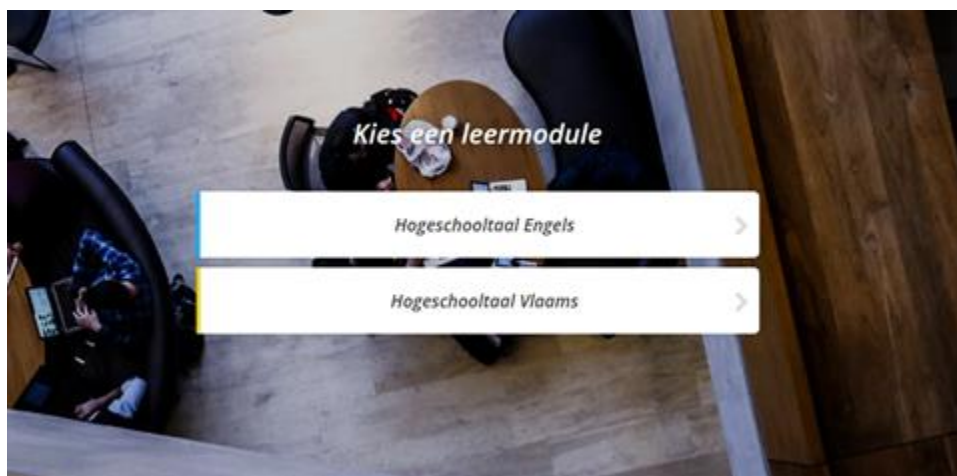 Kies een leermodule
Hogeschooltaal Engels
Hogeschooltaal Vlaams